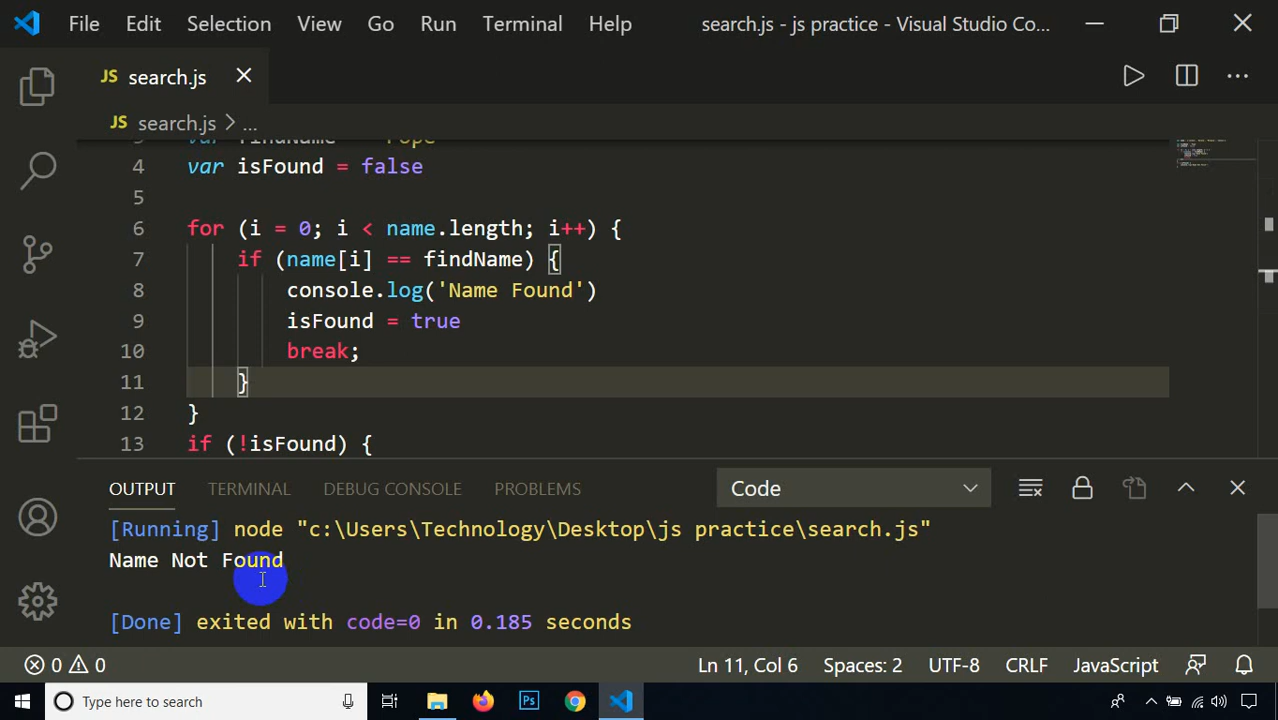 File Edit Selection View Go Run Terminal Help search.js - js practice - Visual Studio Co...
JS search.js
JS search.js > ...
4 var isFound = false
5
6 for (i = 0; i < name.length; i++) {
7 if (name[i] == findName) {
8 console.log('Name Found')
9 isFound = true
10 break;
11 }
12 }
13 if (!isFound) {
OUTPUT TERMINAL DEBUG CONSOLE PROBLEMS Code
[Running] node "c:\Users\Technology\Desktop\js practice\search.js"
Name Not Found
[Done] exited with code=0 in 0.185 seconds
0 0 Ln 11, Col 6 Spaces: 2 UTF-8 CRLF JavaScript
Type here to search Ps